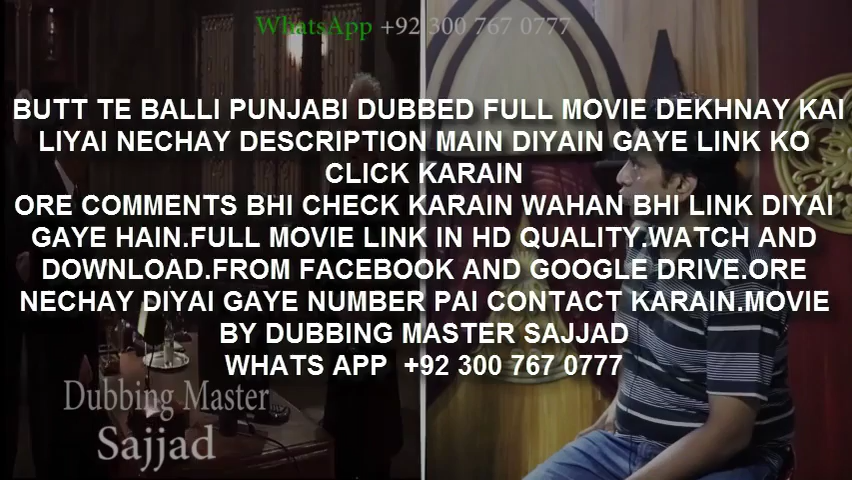 WhatsApp +92 300 767 0777
BUTT TE BALLI PUNJABI DUBBED FULL MOVIE DEKHNAY KAI
LIYAI NECHAY DESCRIPTION MAIN DIYAIN GAYE LINK KO
CLICK KARAIN
ORE COMMENTS BHI CHECK KARAIN WAHAN BHI LINK DIYAI
GAYE HAIN.FULL MOVIE LINK IN HD QUALITY.WATCH AND
DOWNLOAD.FROM FACEBOOK AND GOOGLE DRIVE.ORE
NECHAY DIYAI GAYE NUMBER PAI CONTACT KARAIN.MOVIE
BY DUBBING MASTER SAJJAD
WHATS APP +92 300 767 0777
Dubbing Master
Sajjad